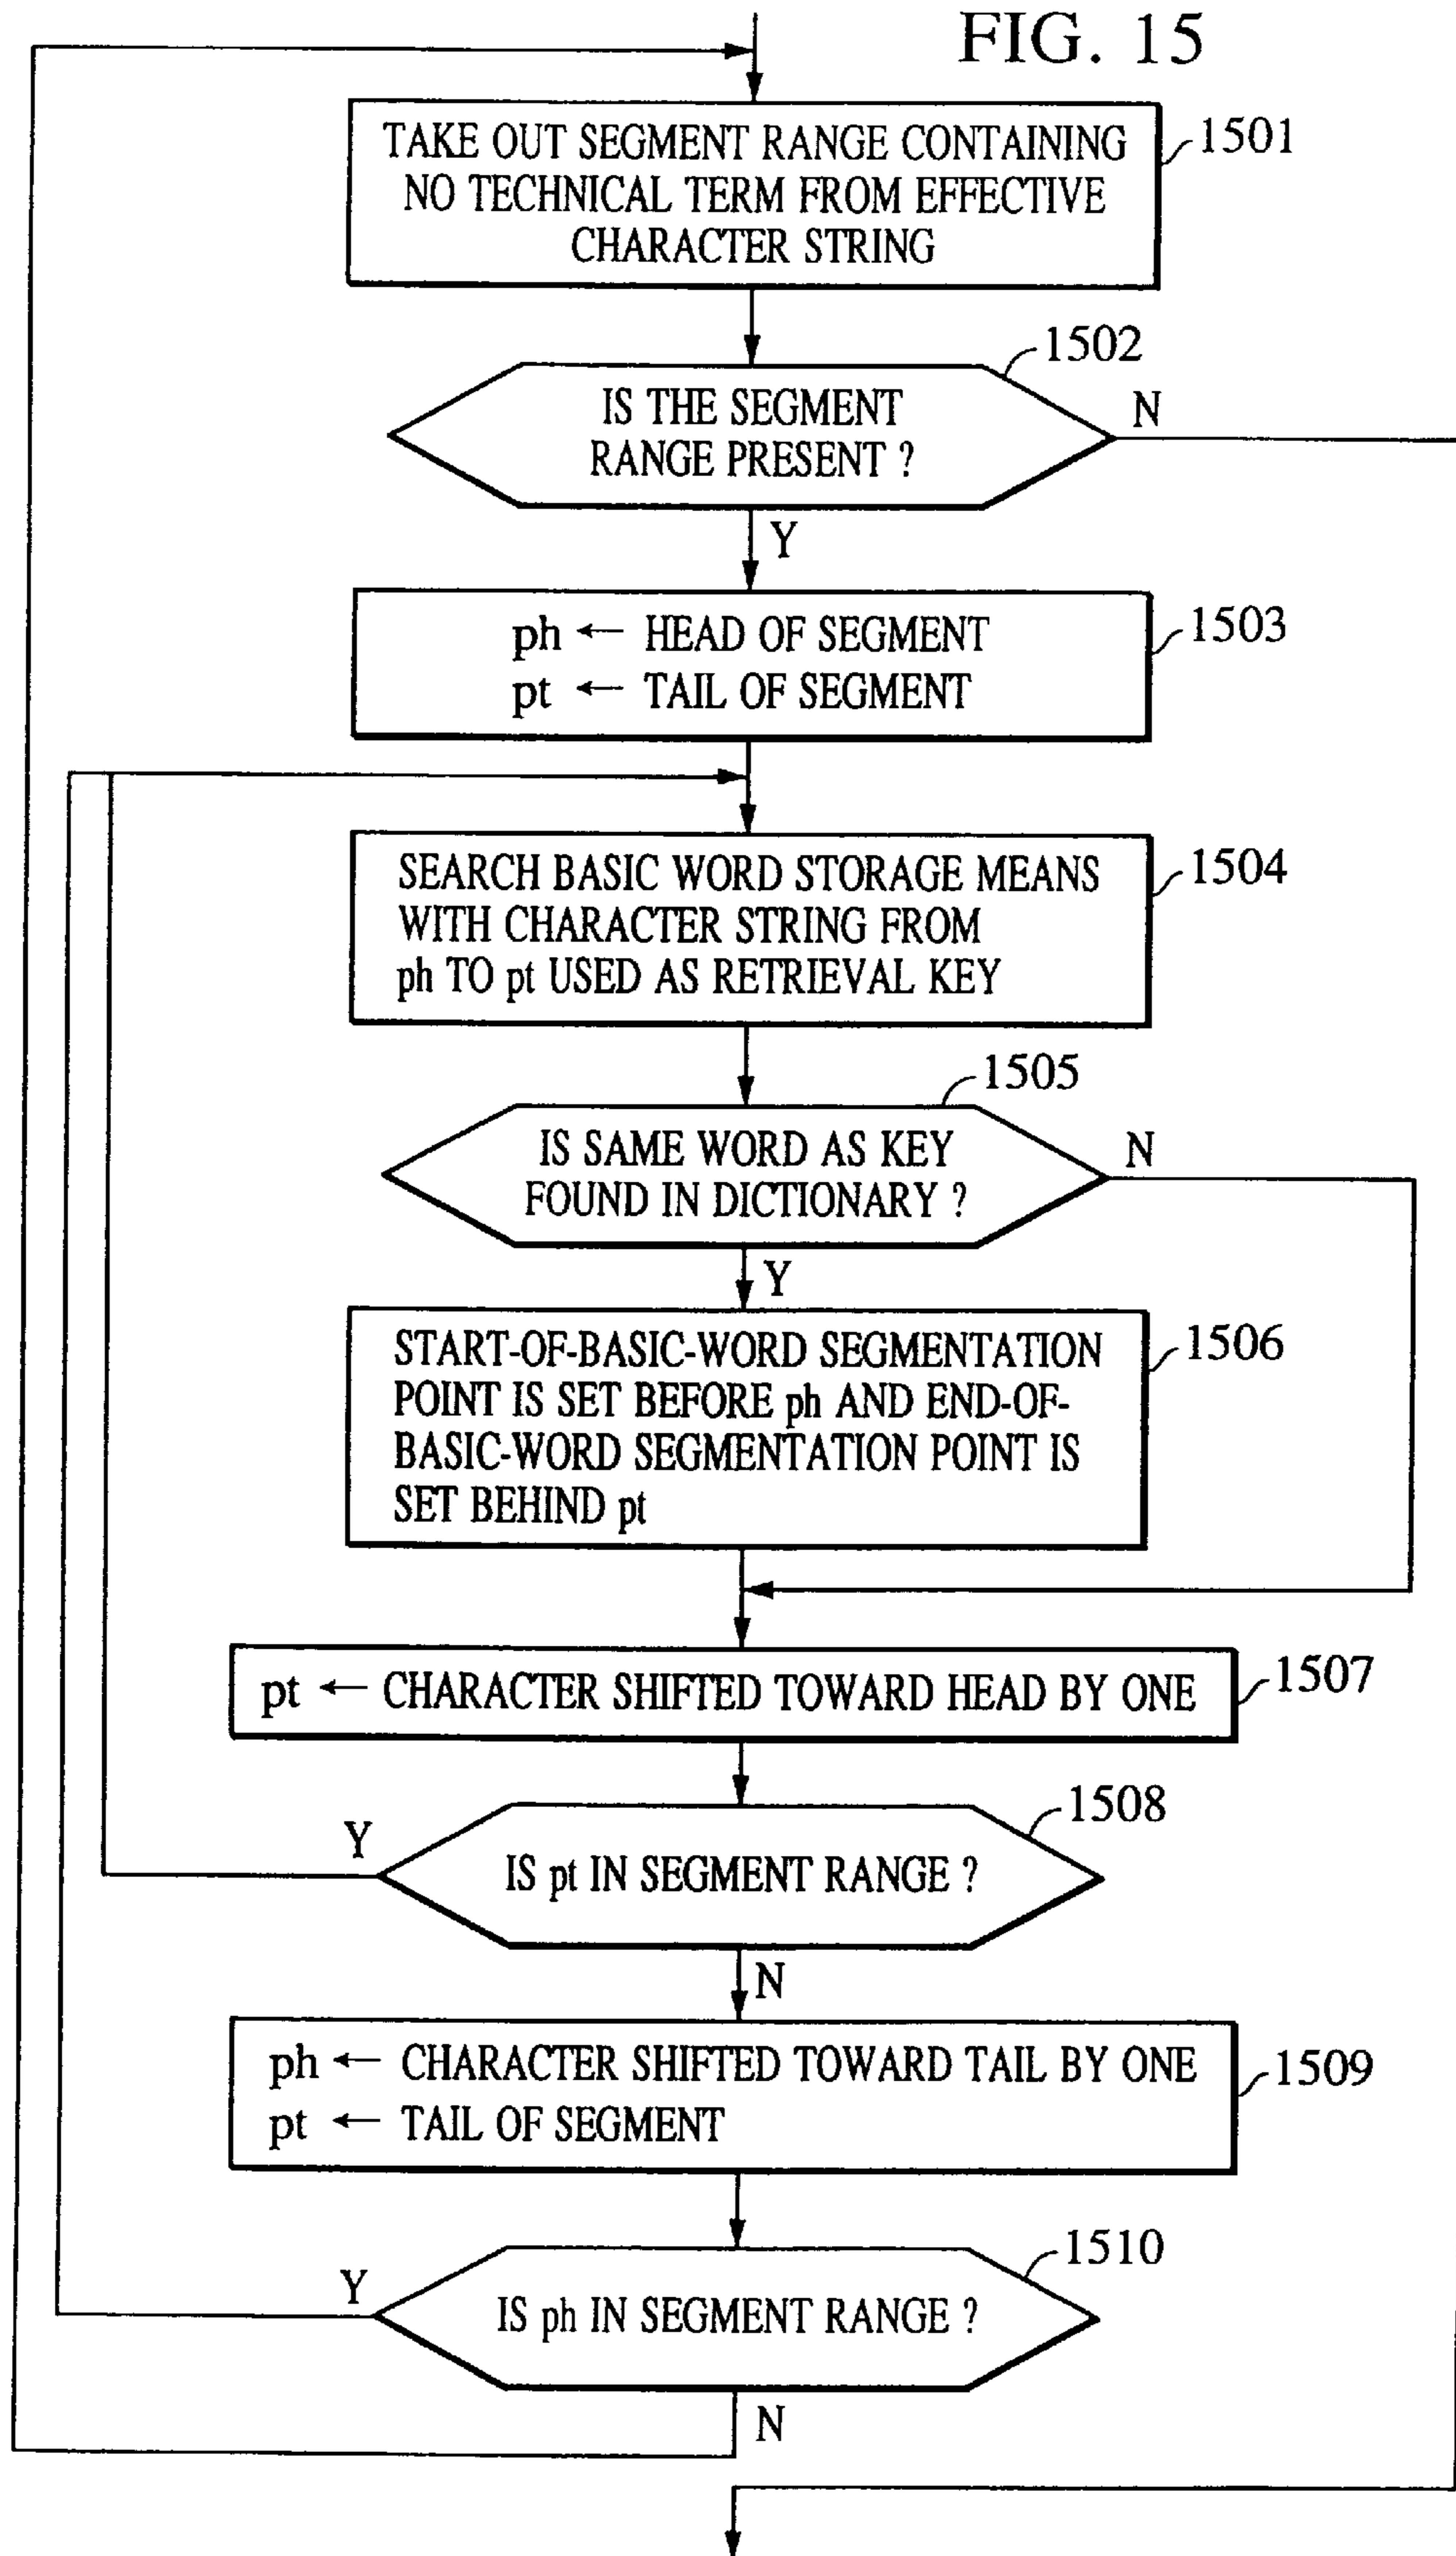 FIG. 15
TAKE OUT SEGMENT RANGE CONTAINING
NO TECHNICAL TERM FROM EFFECTIVE
CHARACTER STRING
1501
1502
IS THE SEGMENT
RANGE PRESENT ?
N
Y
ph ← HEAD OF SEGMENT
pt ← TAIL OF SEGMENT
1503
SEARCH BASIC WORD STORAGE MEANS
WITH CHARACTER STRING FROM
ph TO pt USED AS RETRIEVAL KEY
1504
1505
IS SAME WORD AS KEY
FOUND IN DICTIONARY ?
N
Y
START-OF-BASIC-WORD SEGMENTATION
POINT IS SET BEFORE ph AND END-OF-
BASIC-WORD SEGMENTATION POINT IS
SET BEHIND pt
1506
pt ← CHARACTER SHIFTED TOWARD HEAD BY ONE
1507
1508
Y
IS pt IN SEGMENT RANGE ?
N
ph ← CHARACTER SHIFTED TOWARD TAIL BY ONE
pt ← TAIL OF SEGMENT
1509
1510
Y
IS ph IN SEGMENT RANGE ?
N